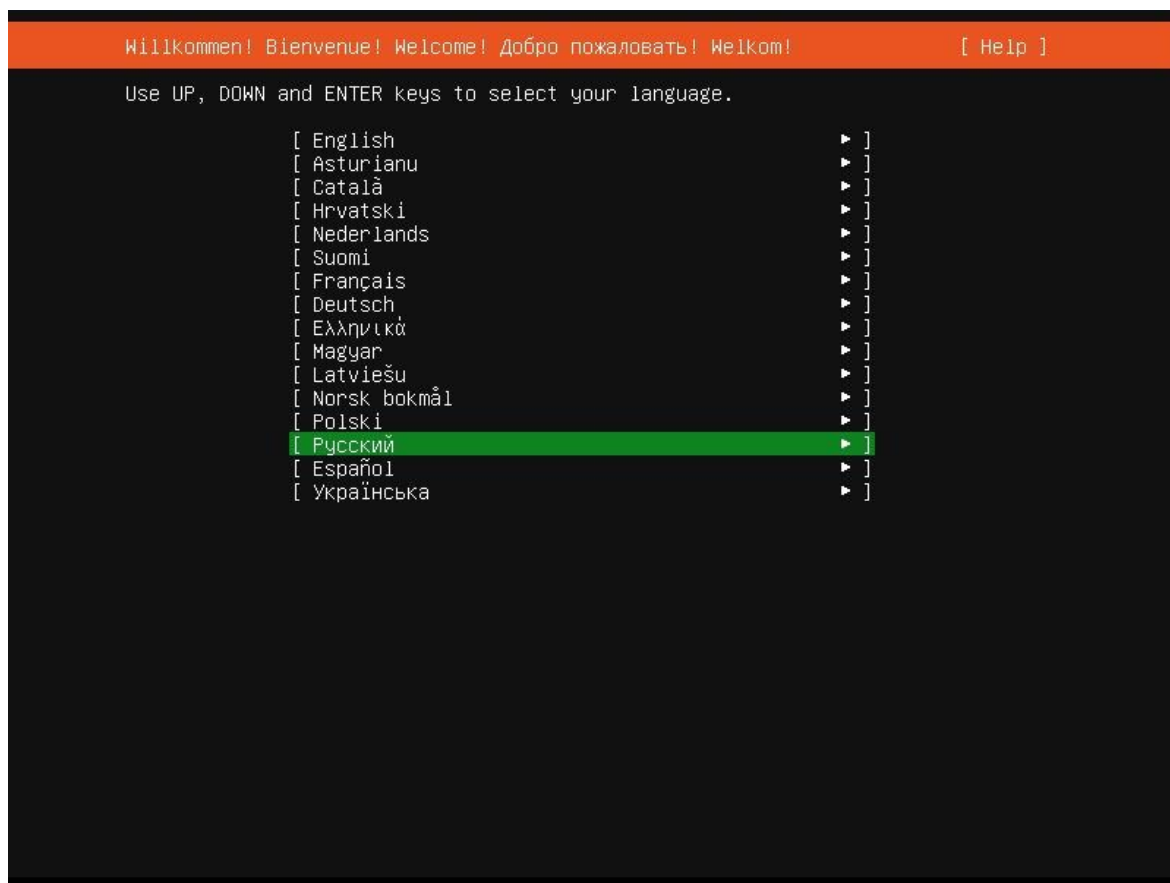 Willkommen! Bienvenue! Welcome! Добро пожаловать! Welkom! [ Help ]
Use UP, DOWN and ENTER keys to select your language.
[ English ► ]
[ Asturianu ► ]
[ Català ► ]
[ Hrvatski ► ]
[ Nederlands ► ]
[ Suomi ► ]
[ Français ► ]
[ Deutsch ► ]
[ Ελληνικά ► ]
[ Magyar ► ]
[ Latviešu ► ]
[ Norsk bokmål ► ]
[ Polski ► ]
[ Русский ► ]
[ Español ► ]
[ Українська ► ]